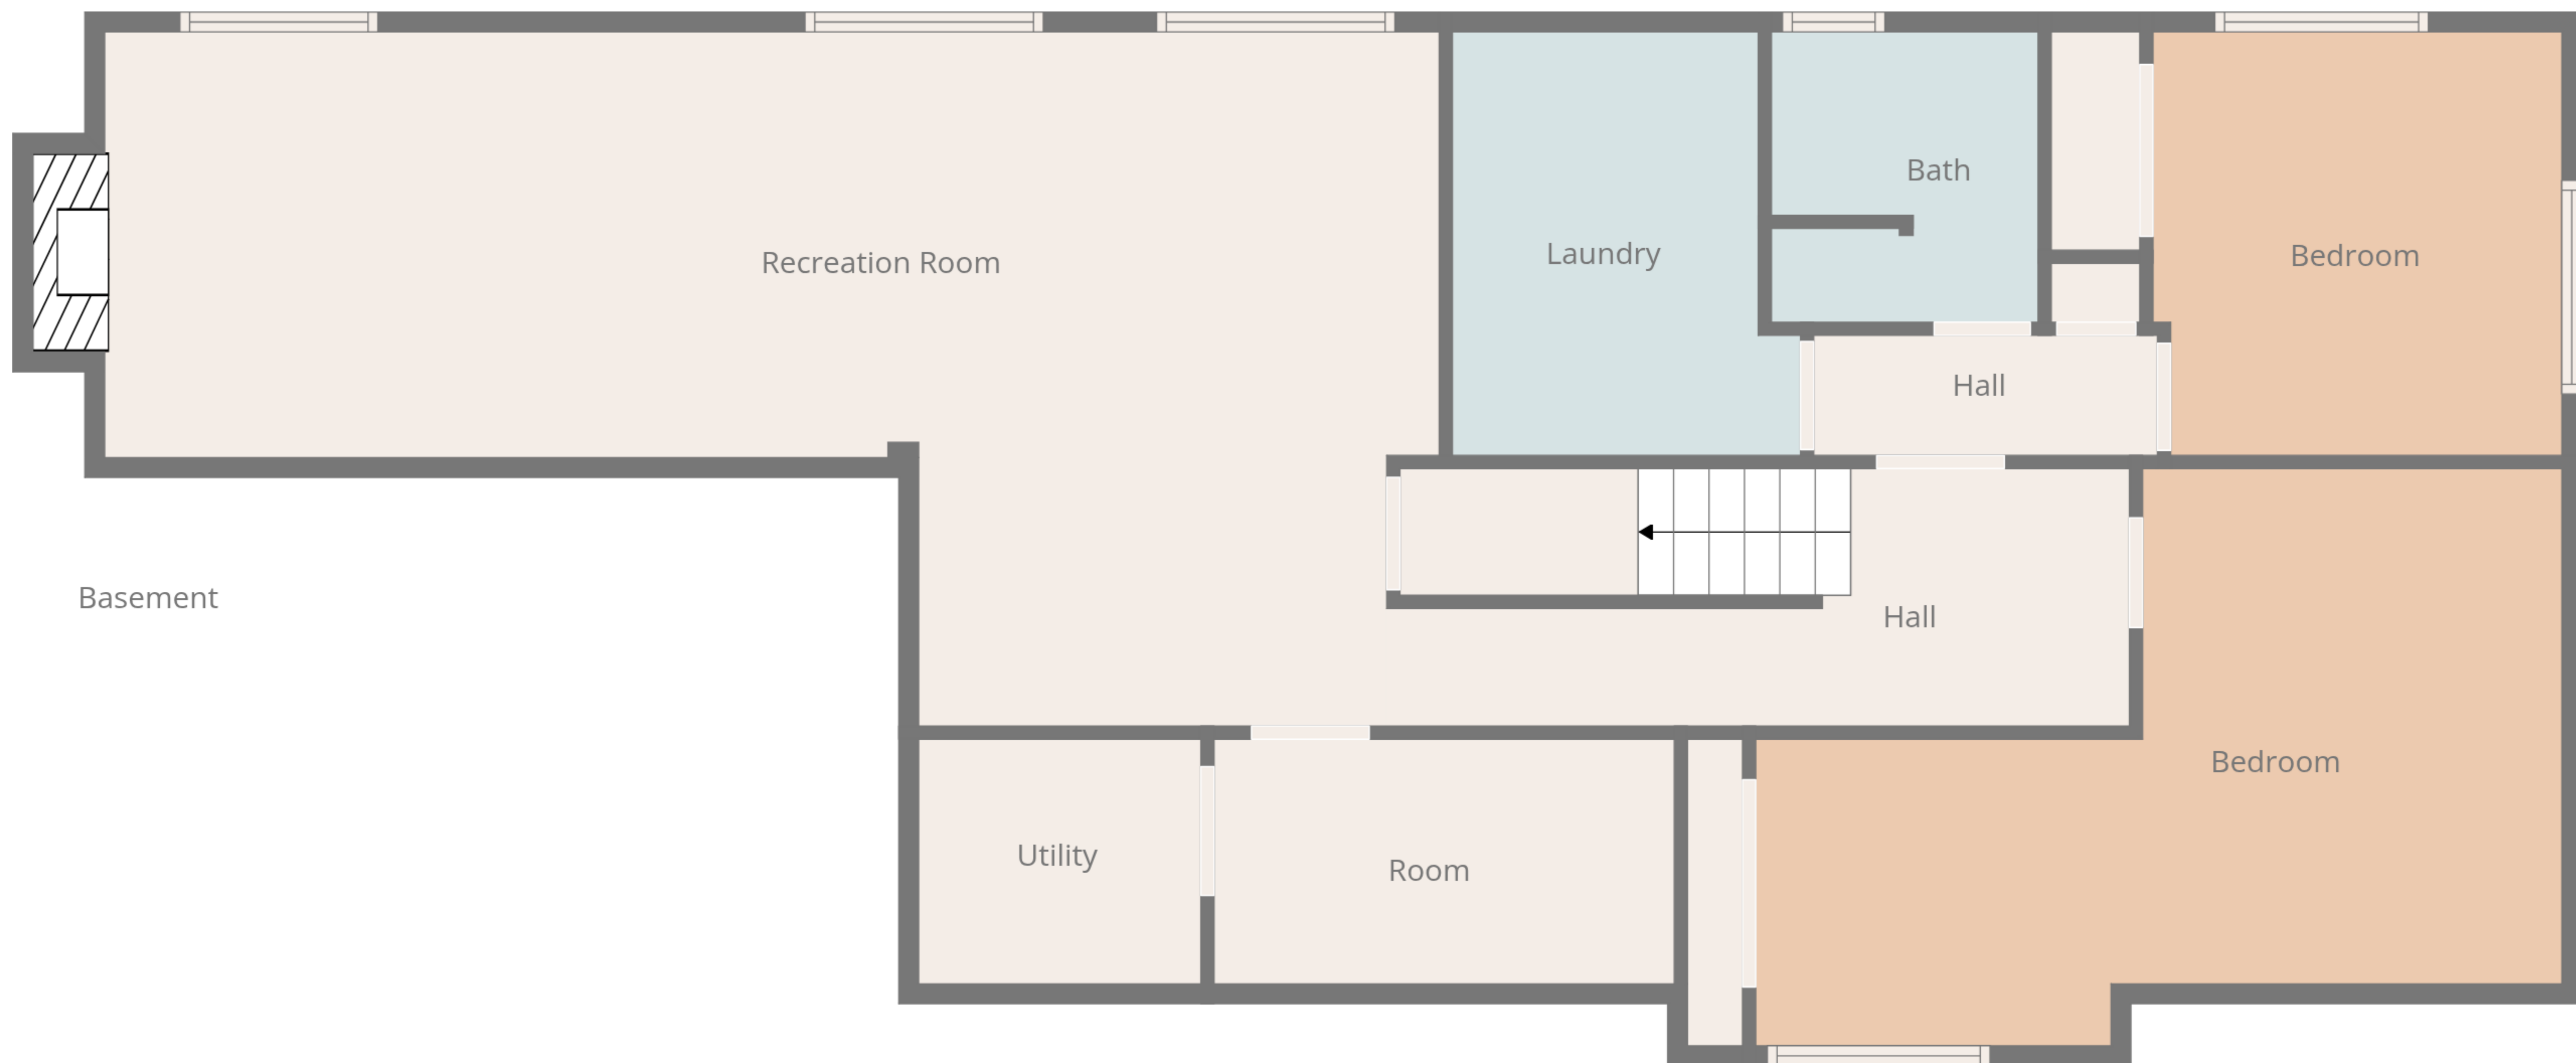 Bath
Laundry
Bedroom
Recreation Room
Hall
Basement
Hall
Bedroom
Utility
Room